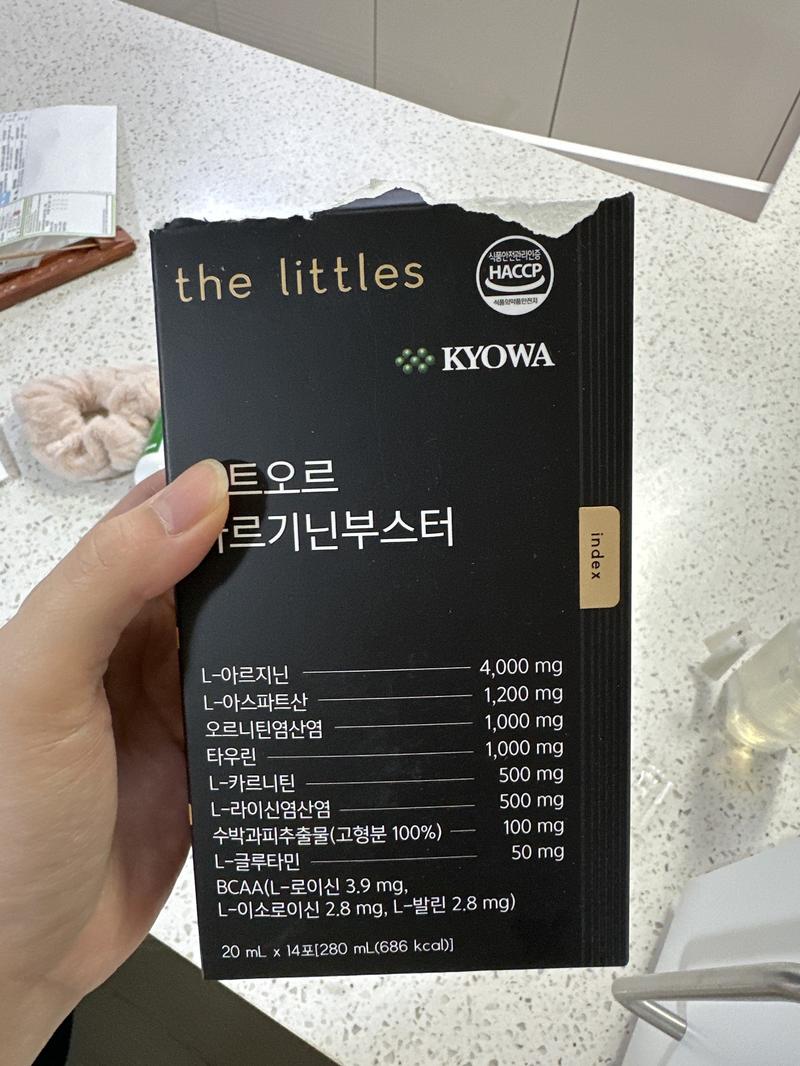 the littles
식품안전관리인증
HACCP
식품의약품안전처
KYOWA
트오르
르기닌부스터
index
L-아르지닌 4,000 mg
L-아스파트산 1,200 mg
오르니틴염산염 1,000 mg
타우린 1,000 mg
L-카르니틴 500 mg
L-라이신염산염 500 mg
수박과피추출물(고형분 100%) 100 mg
L-글루타민 50 mg
BCAA(L-로이신 3.9 mg,
L-이소로이신 2.8 mg, L-발린 2.8 mg)
20 mL x 14포[280 mL(686 kcal)]